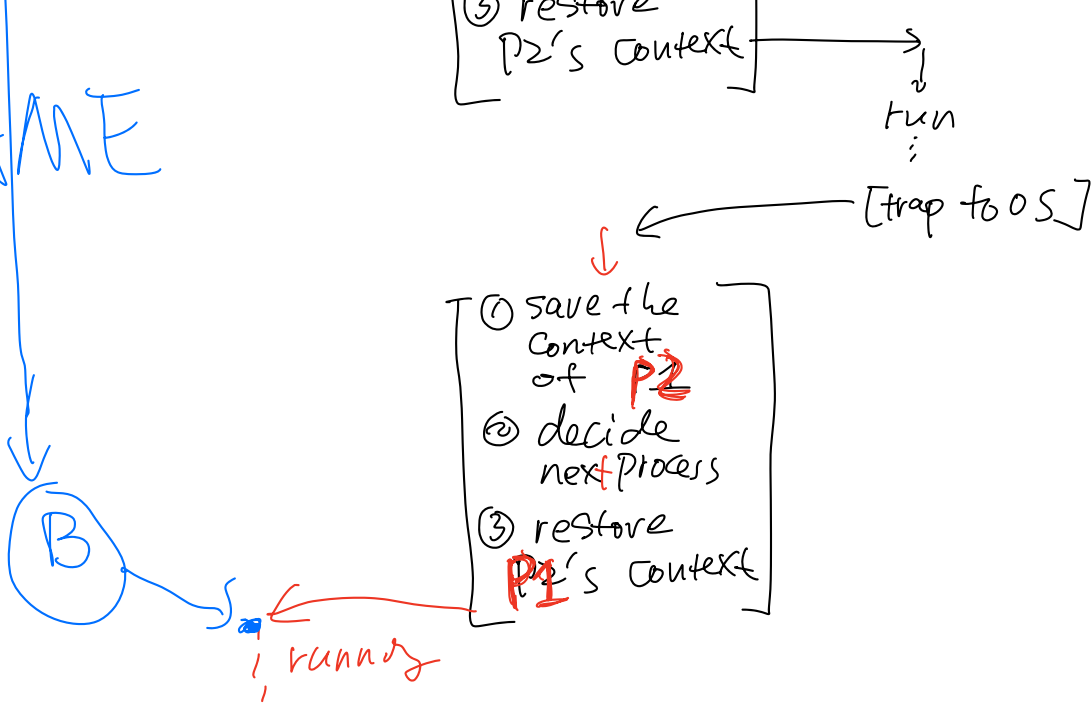 ③ restore
P2's context
ME
run
[trap to OS]
① save the
context
of P2
② decide
next process
③ restore
P1's context
B